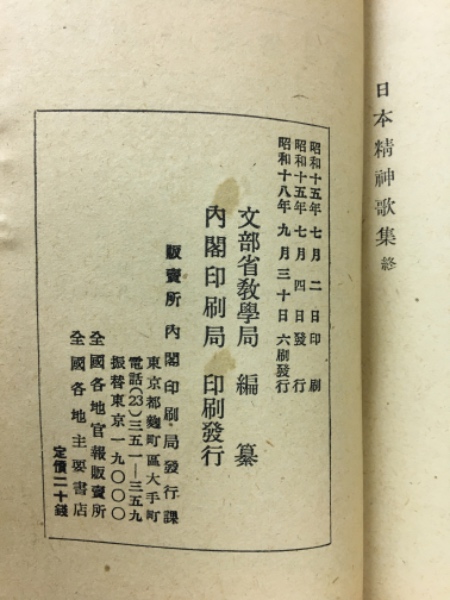 日本精神歌集 終
昭和十五年七月二日印刷
昭和十五年七月四日發行
昭和十八年九月三十日六刷發行
文部省教學局 編纂
內閣印刷局 印刷發行
販賣所 內閣印刷局發行課
東京都麴町區大手町
電話(23)三五一—三五九
振替東京一九〇〇〇
全國各地官報販賣所
全國各地主要書店
定價二十錢